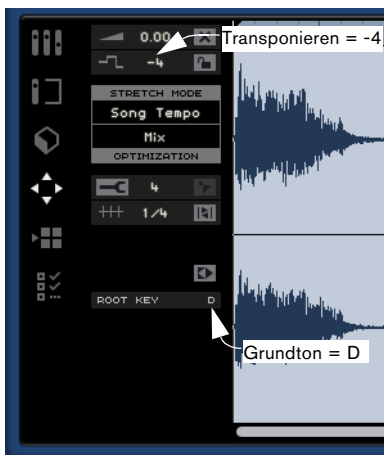 0.00
Transponieren = -4
-4
STRETCH MODE
Song Tempo
Mix
OPTIMIZATION
4
1/4
ROOT KEY D
Grundton = D